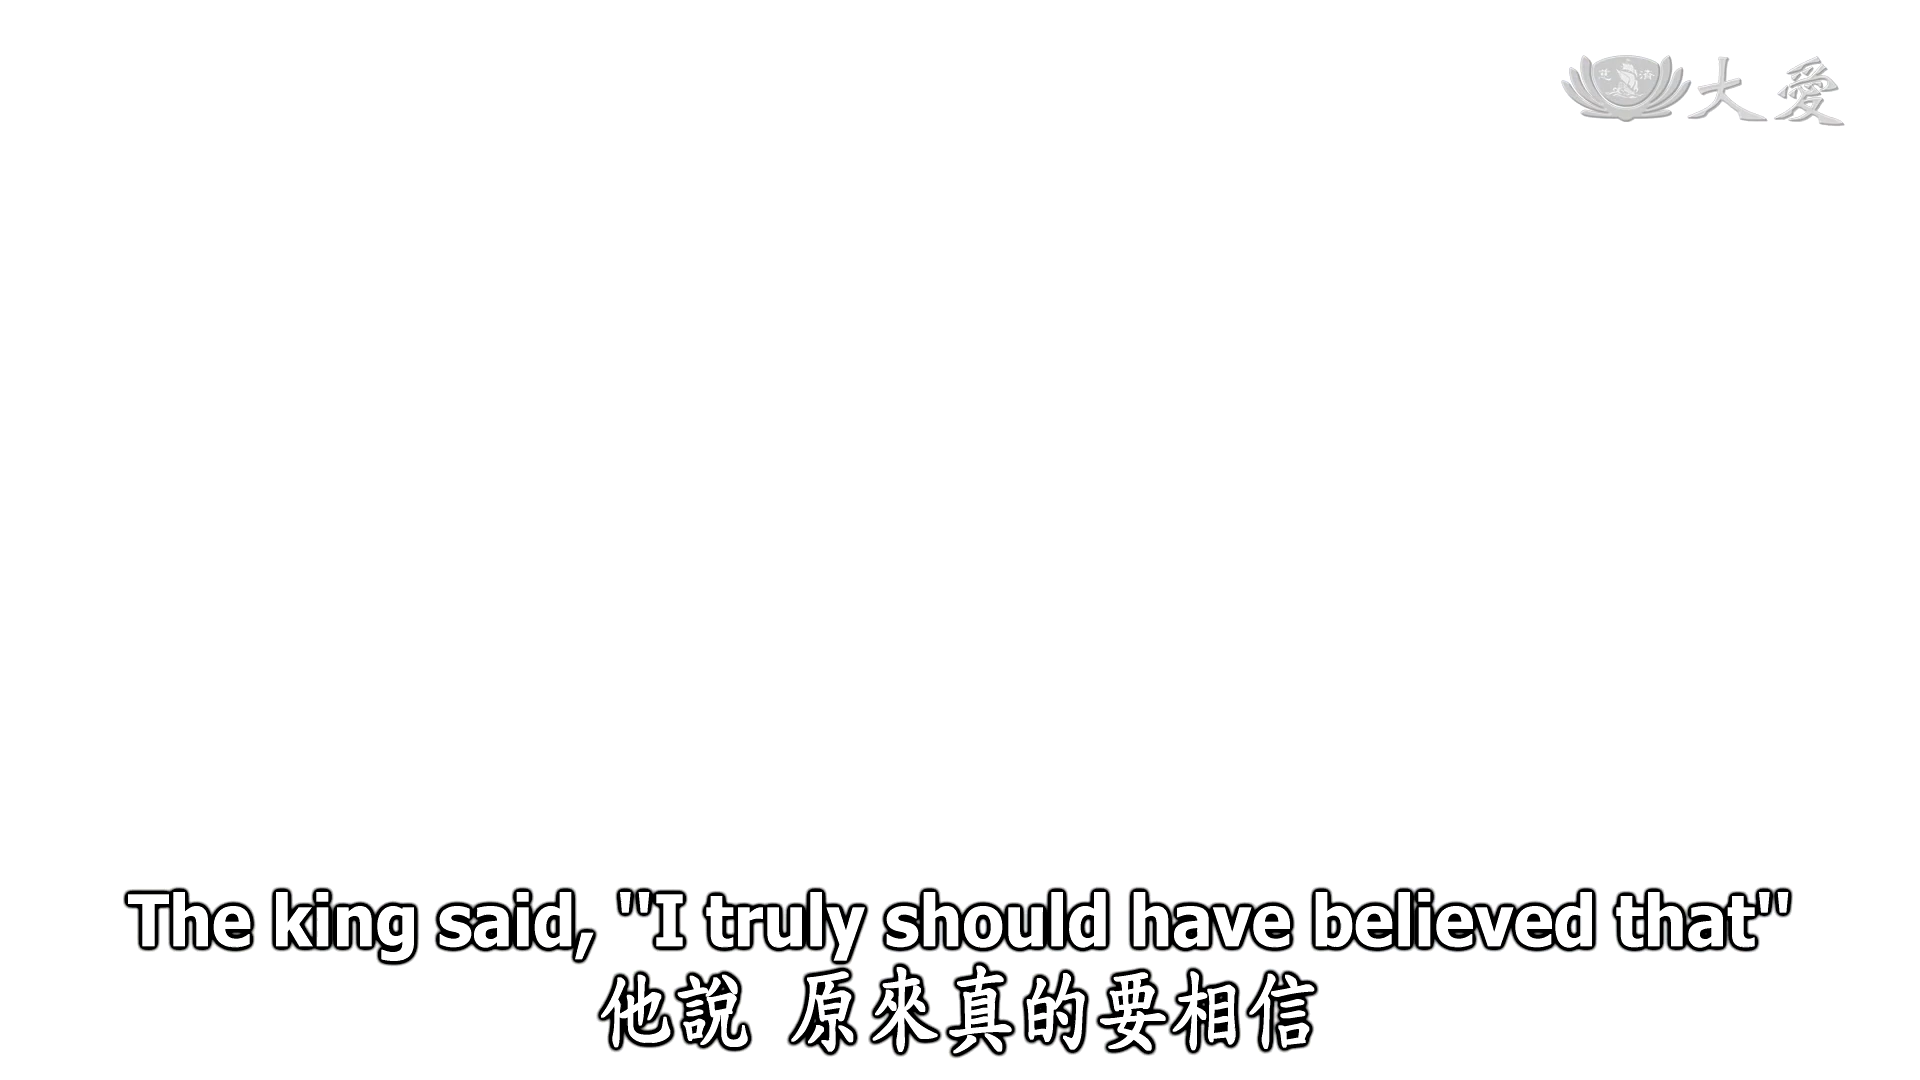 大愛
The king said, "I truly should have believed that"
他說 原來真的要相信